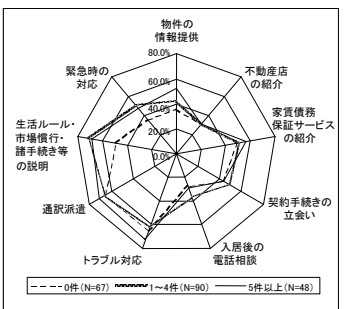 物件の
情報提供
80.0%
60.0%
40.0%
20.0%
0.0%
不動産店
の紹介
家賃債務
保証サービス
の紹介
契約手続きの
立会い
入居後の
電話相談
トラブル対応
通訳派遣
生活ルール・
市場慣行・
諸手続き等
の説明
緊急時の
対応
0件(N=67) 1～4件(N=90) 5件以上(N=48)